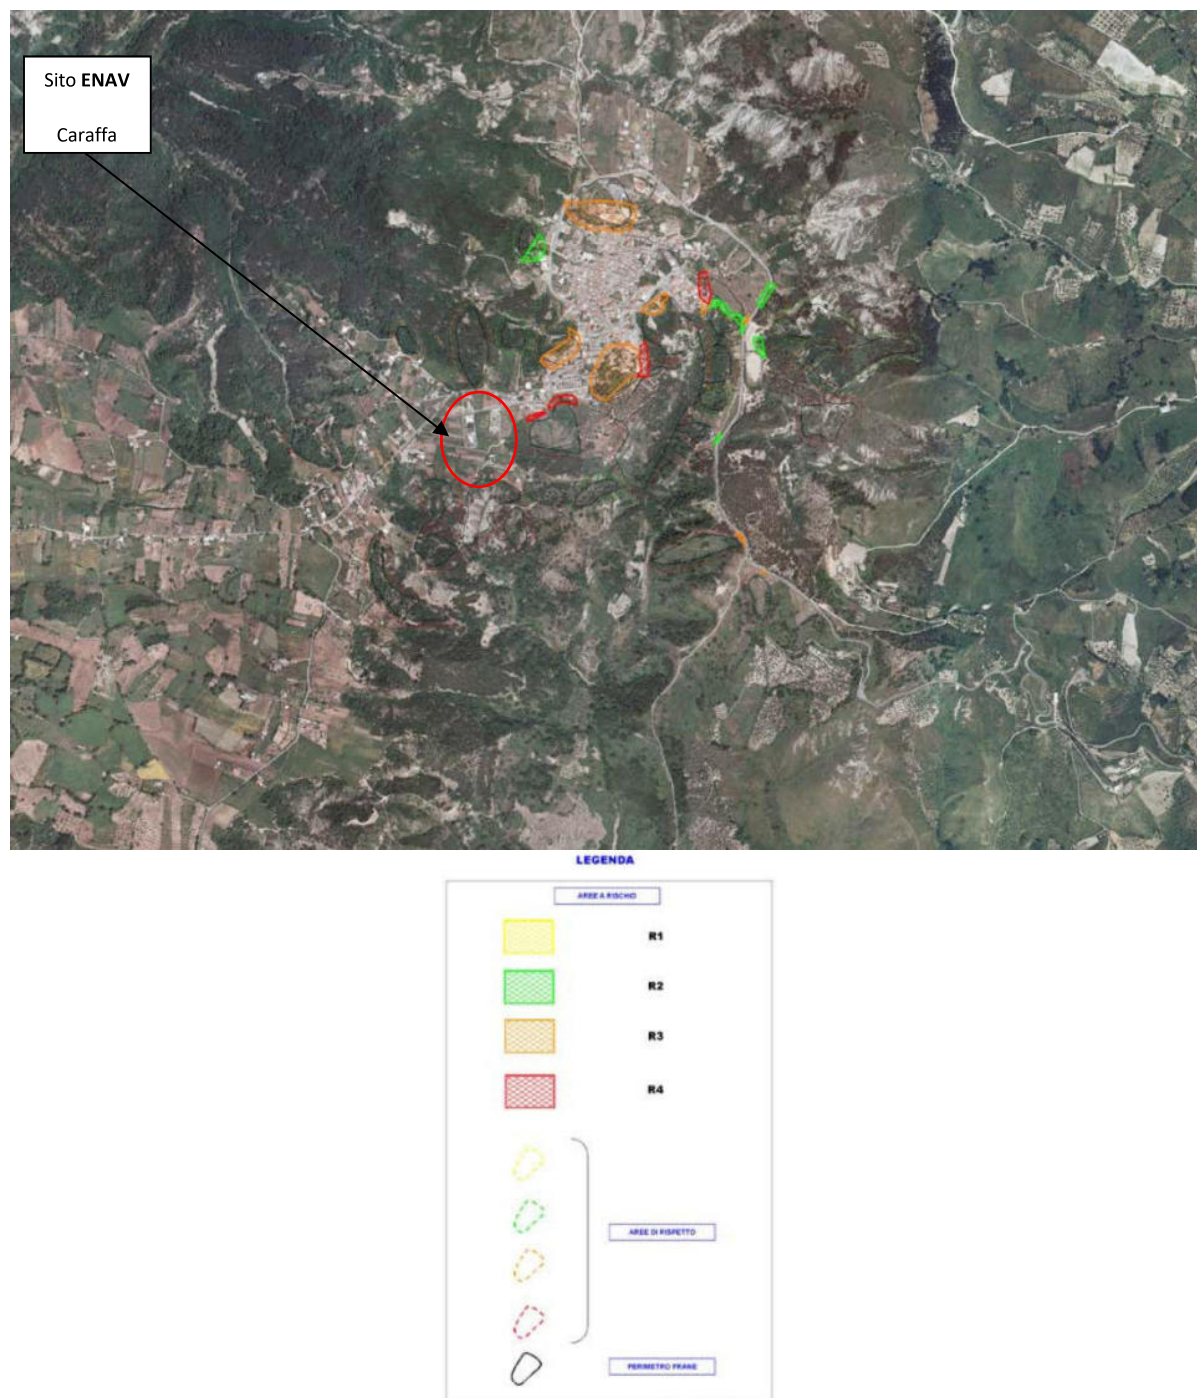 Sito ENAV
Caraffa
LEGENDA
AREE A RISCHIO
R1
R2
R3
R4
AREE DI RISPETTO
PERIMETRO FRANE